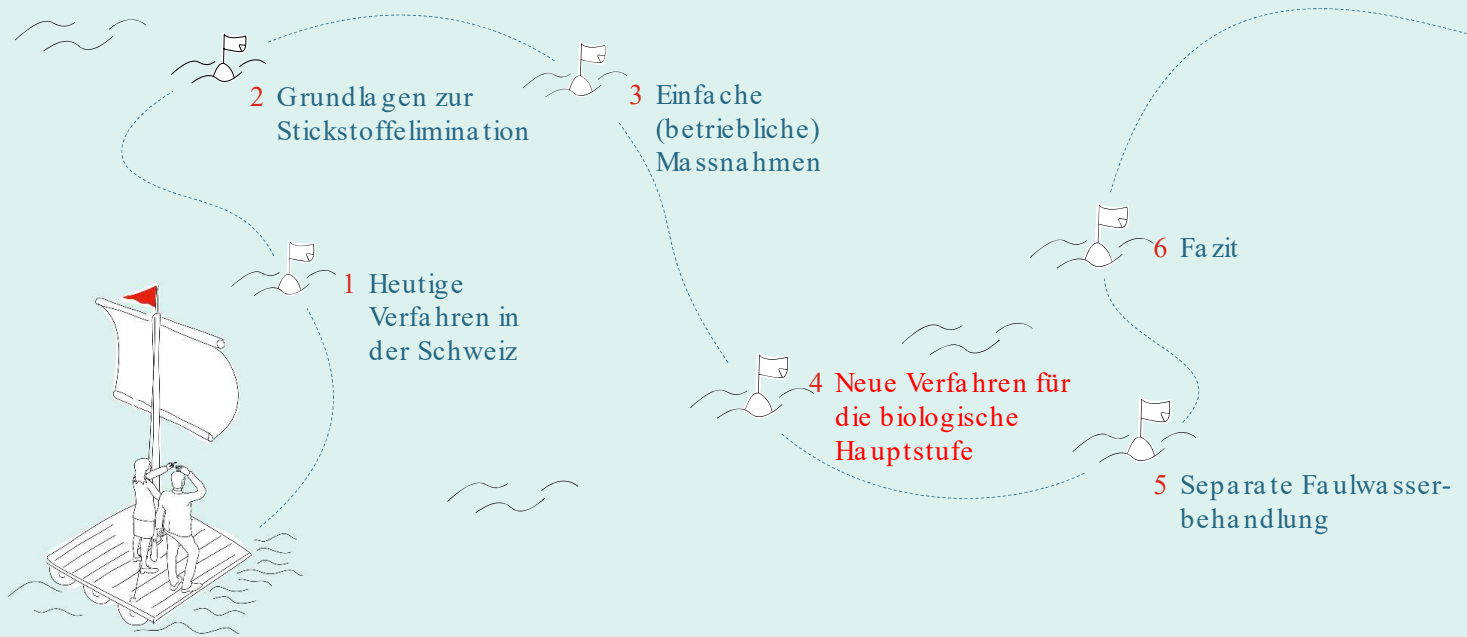 1 Heutige
Verfahren in
der Schweiz
2 Grundlagen zur
Stickstoffelimination
3 Einfache
(betriebliche)
Massnahmen
4 Neue Verfahren für
die biologische
Hauptstufe
5 Separate Faulwasser-
behandlung
6 Fazit